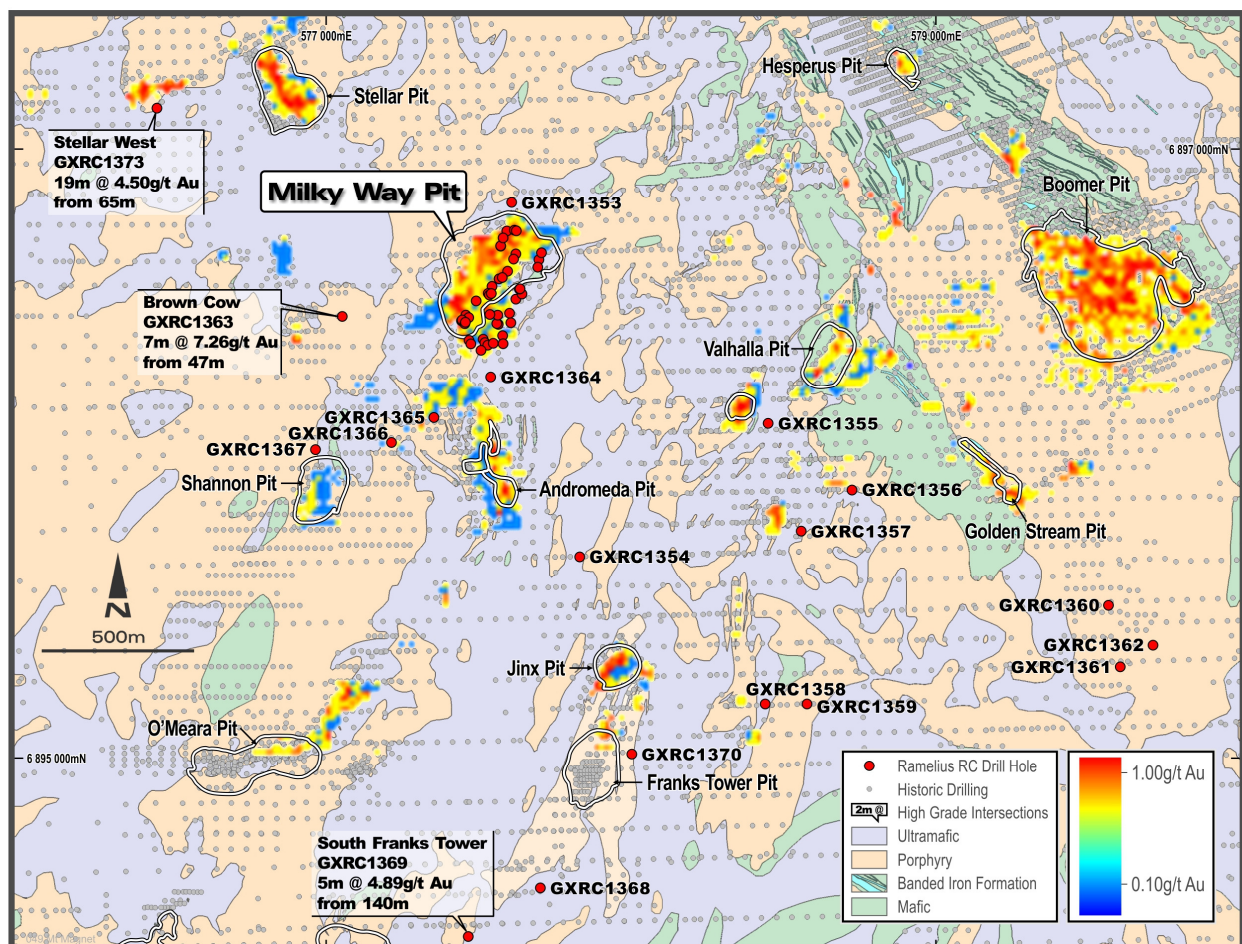 577 000mE
579 000mE
Hesperus Pit
Stellar Pit
Stellar West
GXRC1373
19m @ 4.50g/t Au
from 65m
6 897 000mN
Boomer Pit
Milky Way Pit
GXRC1353
Brown Cow
GXRC1363
7m @ 7.26g/t Au
from 47m
Valhalla Pit
GXRC1364
GXRC1365
GXRC1366
GXRC1367
GXRC1355
Shannon Pit
Andromeda Pit
GXRC1356
GXRC1357
Golden Stream Pit
GXRC1354
N
500m
GXRC1360
GXRC1362
GXRC1361
Jinx Pit
GXRC1358
GXRC1359
O'Meara Pit
6 895 000mN
GXRC1370
Franks Tower Pit
South Franks Tower
GXRC1369
5m @ 4.89g/t Au
from 140m
GXRC1368
Ramelius RC Drill Hole
Historic Drilling
2m @ High Grade Intersections
Ultramafic
Porphyry
Banded Iron Formation
Mafic
1.00g/t Au
0.10g/t Au